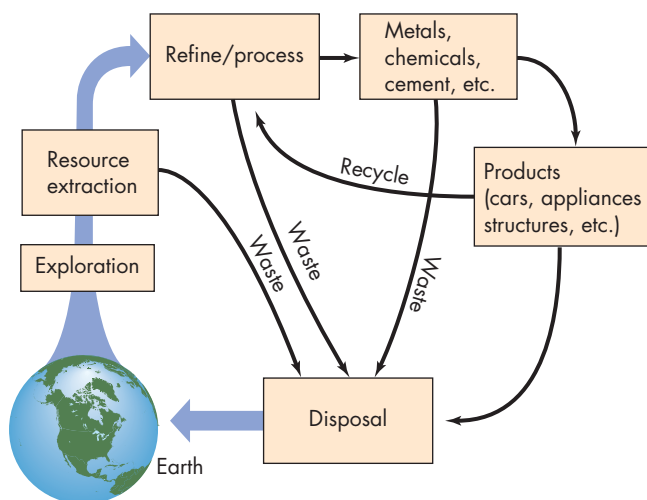 Refine/process
Metals,
chemicals,
cement, etc.
Resource
extraction
Recycle
Products
(cars, appliances
structures, etc.)
Exploration
Waste
Waste
Waste
Disposal
Earth